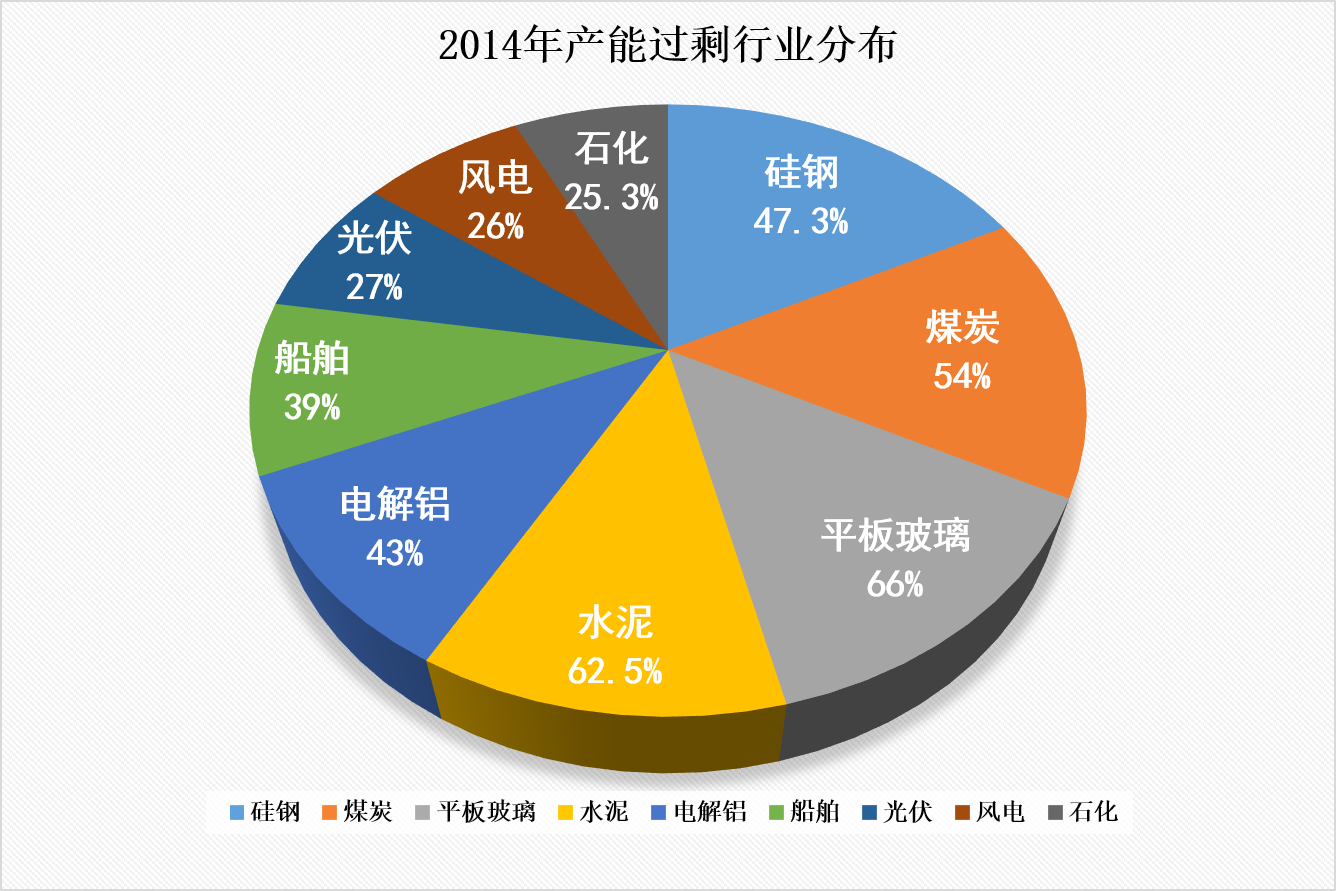 2014年产能过剩行业分布
石化
25.3%
硅钢
47.3%
风电
26%
光伏
27%
煤炭
54%
船舶
39%
电解铝
43%
平板玻璃
66%
水泥
62.5%
硅钢 煤炭 平板玻璃 水泥 电解铝 船舶 光伏 风电 石化